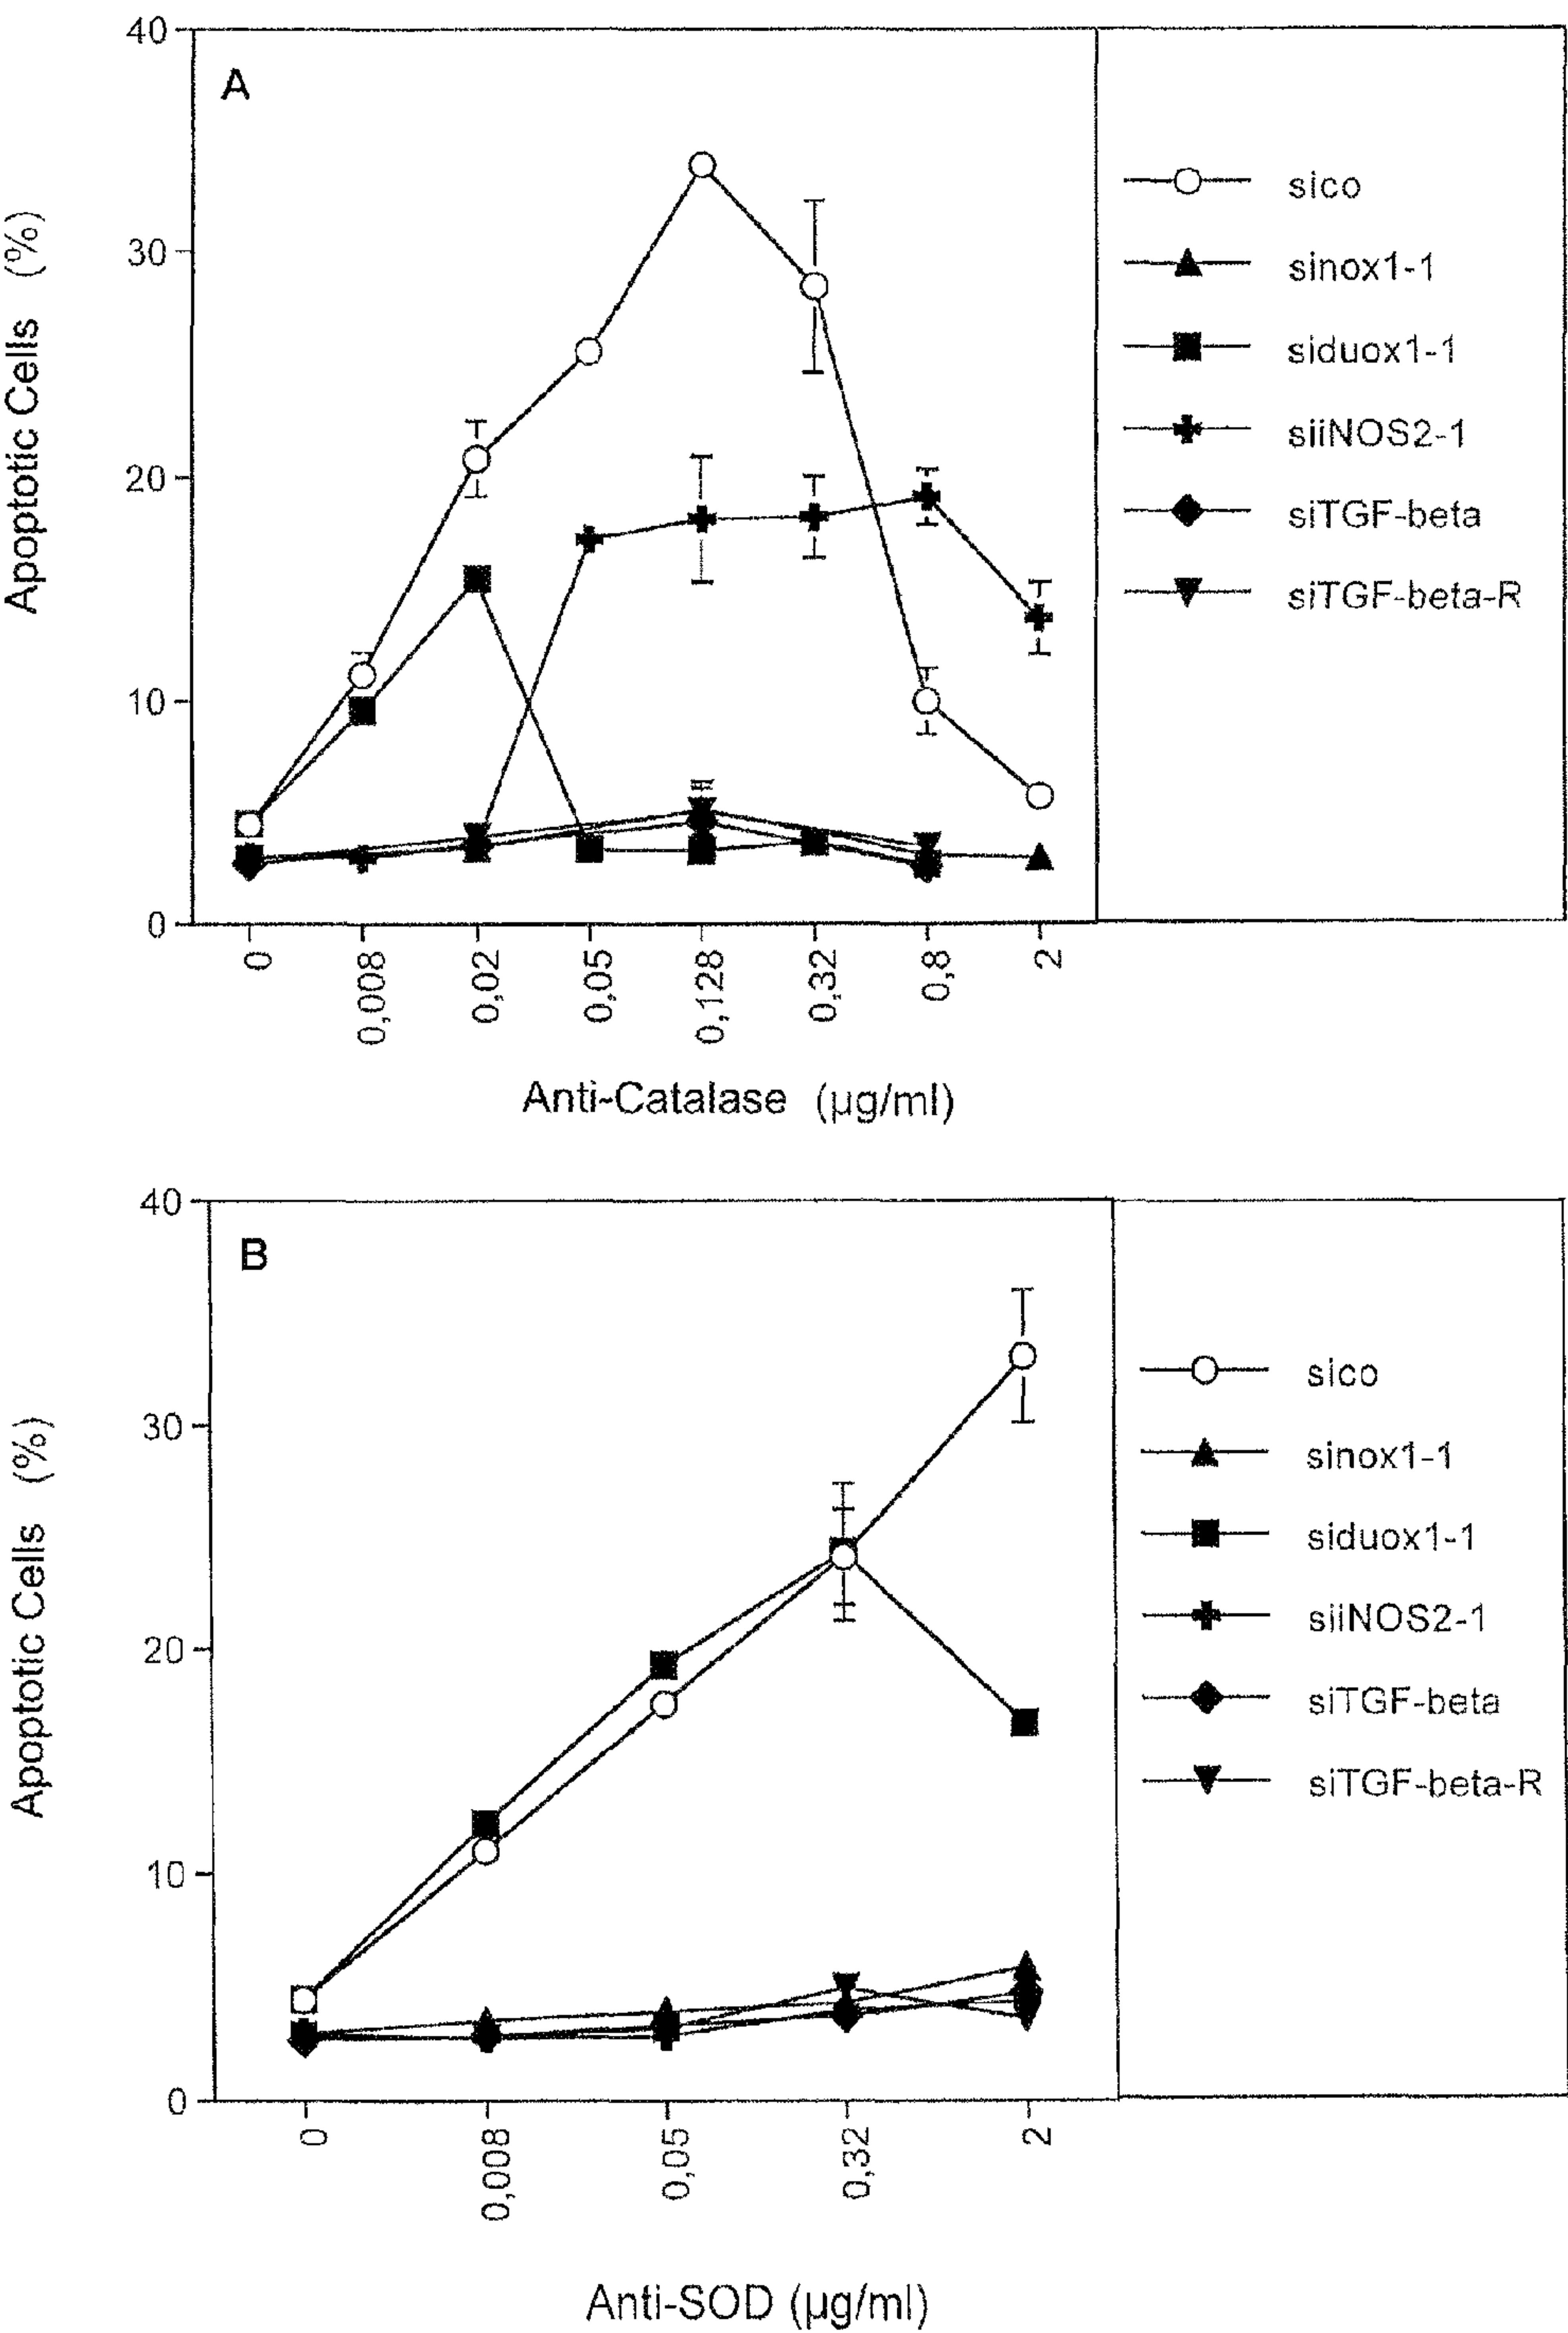 A
40
30
20
10
0
Apoptotic Cells (%)
0
0,008
0,02
0,05
0,128
0,32
0,8
2
Anti-Catalase (µg/ml)
sico
sinox1-1
siduox1-1
siiNOS2-1
siTGF-beta
siTGF-beta-R
B
40
30
20
10
0
Apoptotic Cells (%)
0
0,008
0,05
0,32
2
Anti-SOD (µg/ml)
sico
sinox1-1
siduox1-1
siiNOS2-1
siTGF-beta
siTGF-beta-R